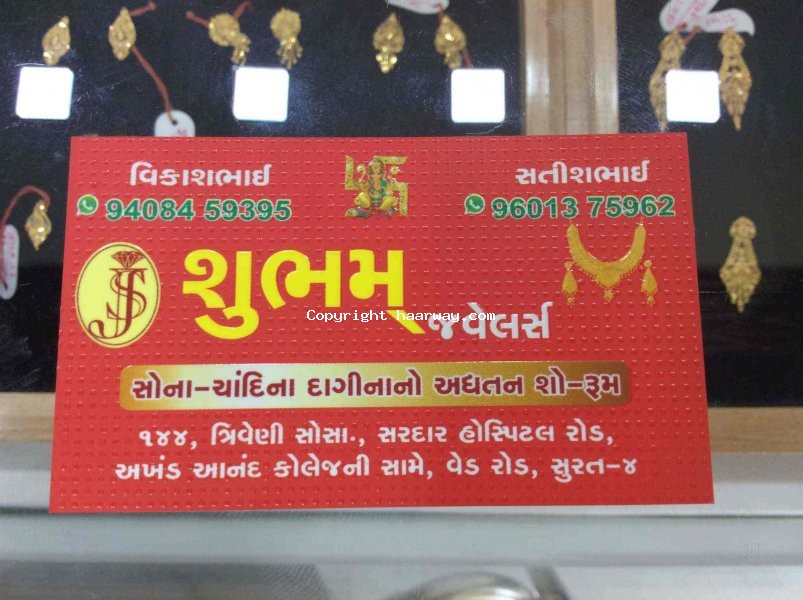 વિકાશભાઈ
94084 59395
સતીશભાઈ
96013 75962
JS
શુભમ્
જવેલર્સ
Copyright haarway.com
સોના-ચાંદિના દાગીનાનો અધતન શો-રૂમ
૧૪૪, ત્રિવેણી સોસા., સરદાર હોસ્પિટલ રોડ,
અખંડ આનંદ કોલેજની સામે, વેડ રોડ, સુરત-૪